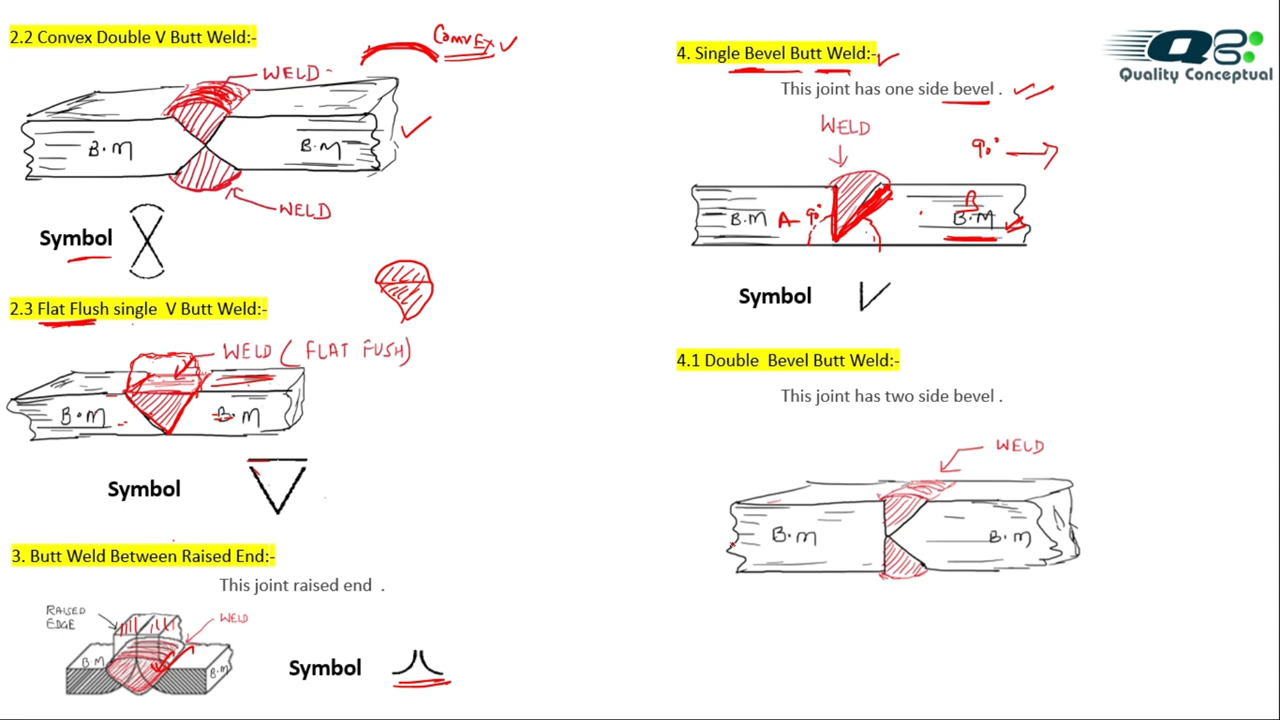 2.2 Convex Double V Butt Weld:-
CONVEX
WELD
B.M
B.M
WELD
Symbol
2.3 Flat Flush single V Butt Weld:-
WELD ( FLAT FUSH)
B.M
B.M
Symbol
3. Butt Weld Between Raised End:-
This joint raised end .
RAISED
EDGE
WELD
B.M
B.M
Symbol
Quality Conceptual
4. Single Bevel Butt Weld:-
This joint has one side bevel .
WELD
90°
B.M A 90°
B
B.M
Symbol
4.1 Double Bevel Butt Weld:-
This joint has two side bevel .
WELD
B.M
B.M